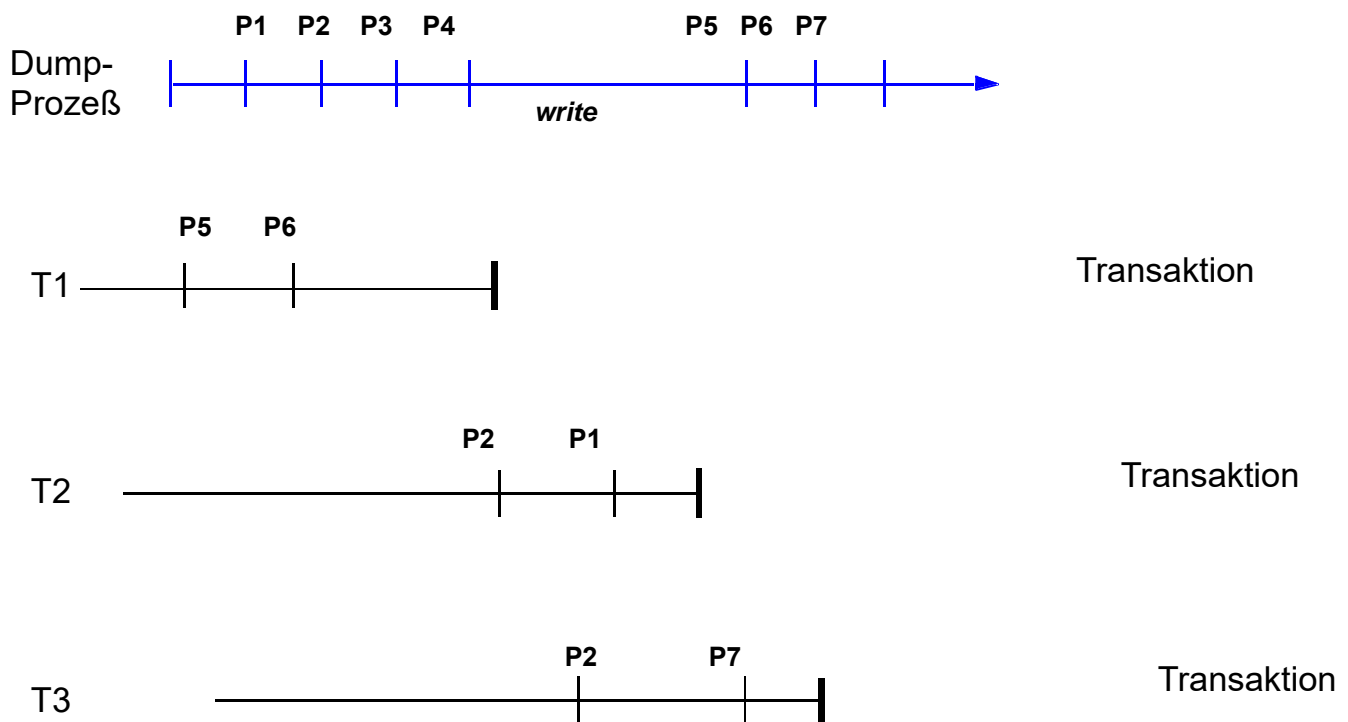 P1 P2 P3 P4 P5 P6 P7
Dump-
Prozeß
write
P5 P6
T1
Transaktion
P2 P1
T2
Transaktion
P2 P7
T3
Transaktion